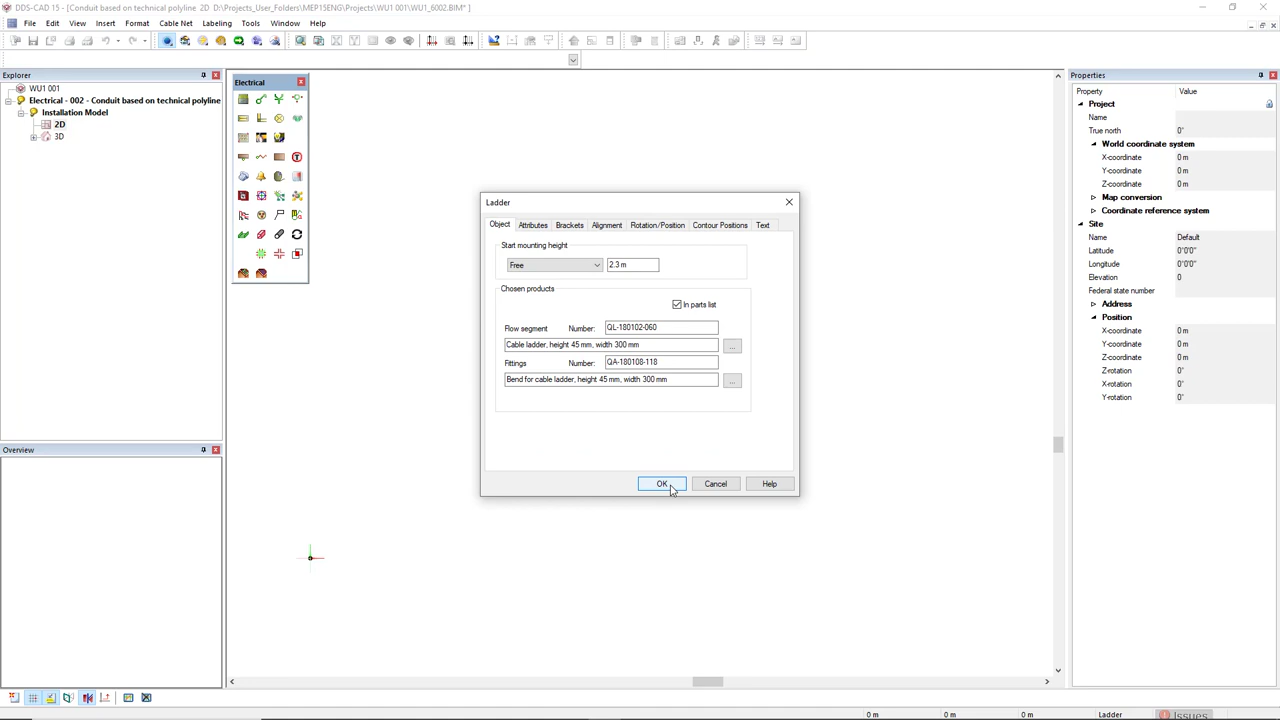 DDS-CAD 15 - [Conduit based on technical polyline 2D D:\Projects_User_Folders\MEP15ENG\Projects\WU1 001\WU1_6002.BIM* ]
File Edit View Insert Format Cable Net Labeling Tools Window Help
Explorer
WU1 001
Electrical - 002 - Conduit based on technical polyline
Installation Model
2D
3D
Overview
Electrical
Ladder
Object Attributes Brackets Alignment Rotation/Position Contour Positions Text
Start mounting height
Free 2.3 m
Chosen products
In parts list
Row segment Number: QL-180102-060
Cable ladder, height 45 mm, width 300 mm ...
Fittings Number: QA-180108-118
Bend for cable ladder, height 45 mm, width 300 mm ...
OK Cancel Help
Properties
Property Value
Project
Name
True north 0°
World coordinate system
X-coordinate 0 m
Y-coordinate 0 m
Z-coordinate 0 m
Map conversion
Coordinate reference system
Site
Name Default
Latitude 0°0'0"
Longitude 0°0'0"
Elevation 0
Federal state number
Address
Position
X-coordinate 0 m
Y-coordinate 0 m
Z-coordinate 0 m
Z-rotation 0°
X-rotation 0°
Y-rotation 0°
0 m 0 m 0 m Ladder Issues